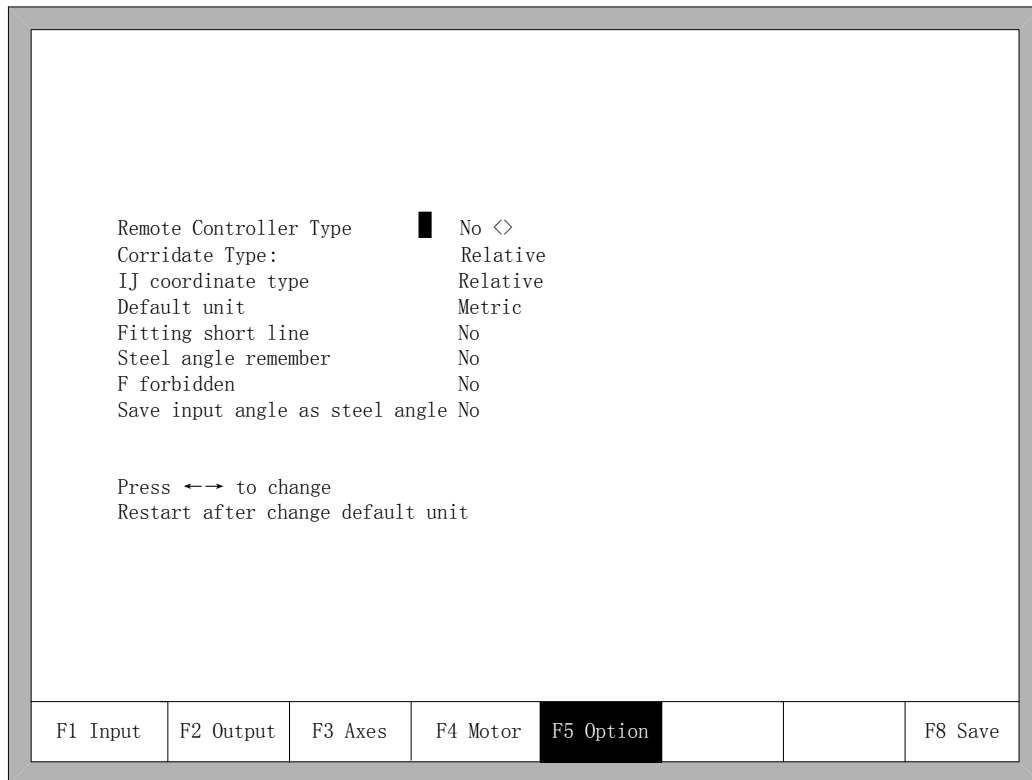 Remote Controller Type No <>
Corridate Type: Relative
IJ coordinate type Relative
Default unit Metric
Fitting short line No
Steel angle remember No
F forbidden No
Save input angle as steel angle No
Press ←→ to change
Restart after change default unit
F1 Input F2 Output F3 Axes F4 Motor F5 Option F8 Save